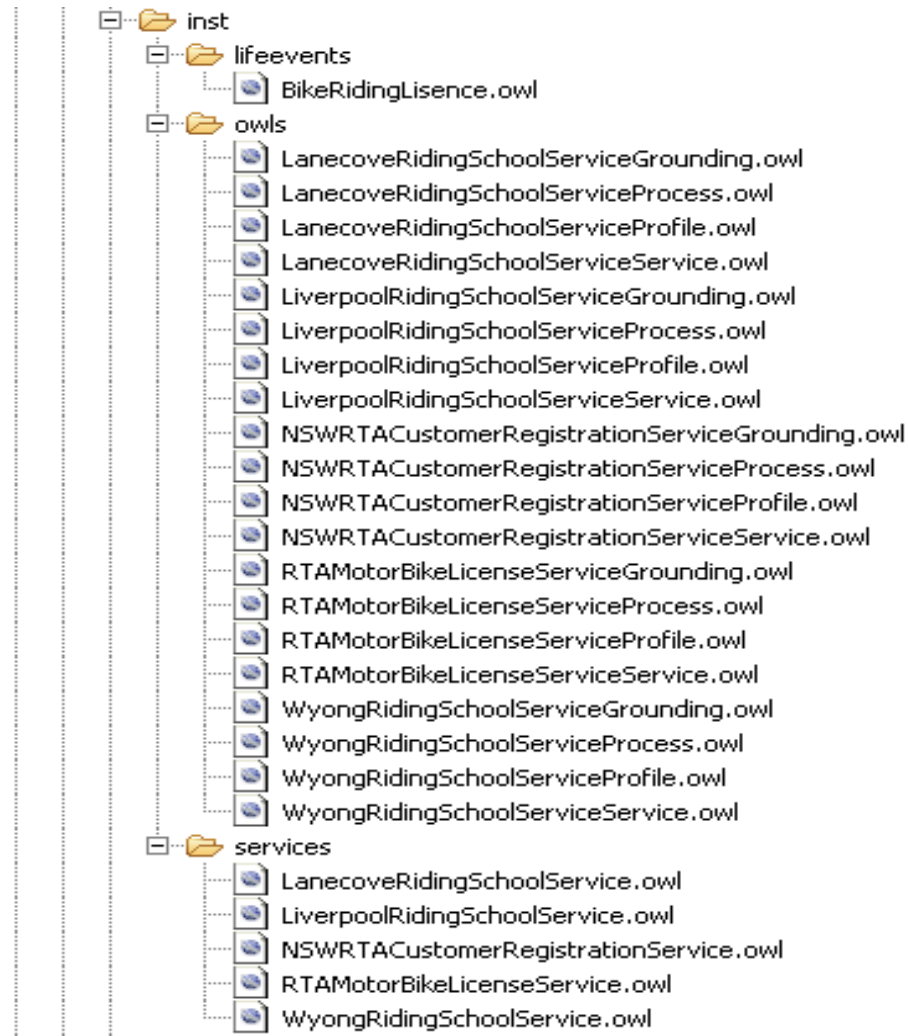 inst
lifeevents
BikeRidingLisence.owl
owls
LanecoveRidingSchoolServiceGrounding.owl
LanecoveRidingSchoolServiceProcess.owl
LanecoveRidingSchoolServiceProfile.owl
LanecoveRidingSchoolServiceService.owl
LiverpoolRidingSchoolServiceGrounding.owl
LiverpoolRidingSchoolServiceProcess.owl
LiverpoolRidingSchoolServiceProfile.owl
LiverpoolRidingSchoolServiceService.owl
NSWRTACustomerRegistrationServiceGrounding.owl
NSWRTACustomerRegistrationServiceProcess.owl
NSWRTACustomerRegistrationServiceProfile.owl
NSWRTACustomerRegistrationServiceService.owl
RTAMotorBikeLicenseServiceGrounding.owl
RTAMotorBikeLicenseServiceProcess.owl
RTAMotorBikeLicenseServiceProfile.owl
RTAMotorBikeLicenseServiceService.owl
WyongRidingSchoolServiceGrounding.owl
WyongRidingSchoolServiceProcess.owl
WyongRidingSchoolServiceProfile.owl
WyongRidingSchoolServiceService.owl
services
LanecoveRidingSchoolService.owl
LiverpoolRidingSchoolService.owl
NSWRTACustomerRegistrationService.owl
RTAMotorBikeLicenseService.owl
WyongRidingSchoolService.owl